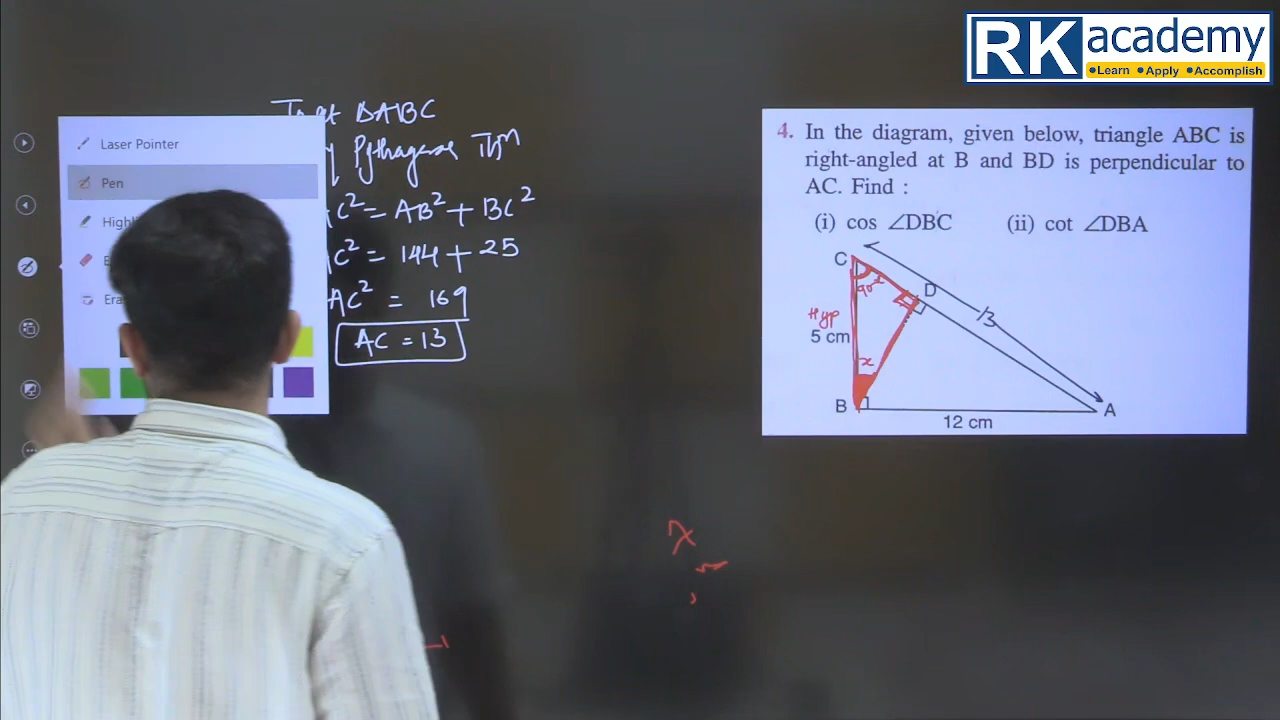 RK academy
•Learn •Apply •Accomplish
ΔABC
Pythagoras Thm
AC² = AB² + BC²
AC² = 144 + 25
AC² = 169
AC = 13
Laser Pointer
Pen
4. In the diagram, given below, triangle ABC is
right-angled at B and BD is perpendicular to
AC. Find :
(i) cos ∠DBC (ii) cot ∠DBA
C
D
90°
13
Hyp
5 cm
x
B
A
12 cm
x